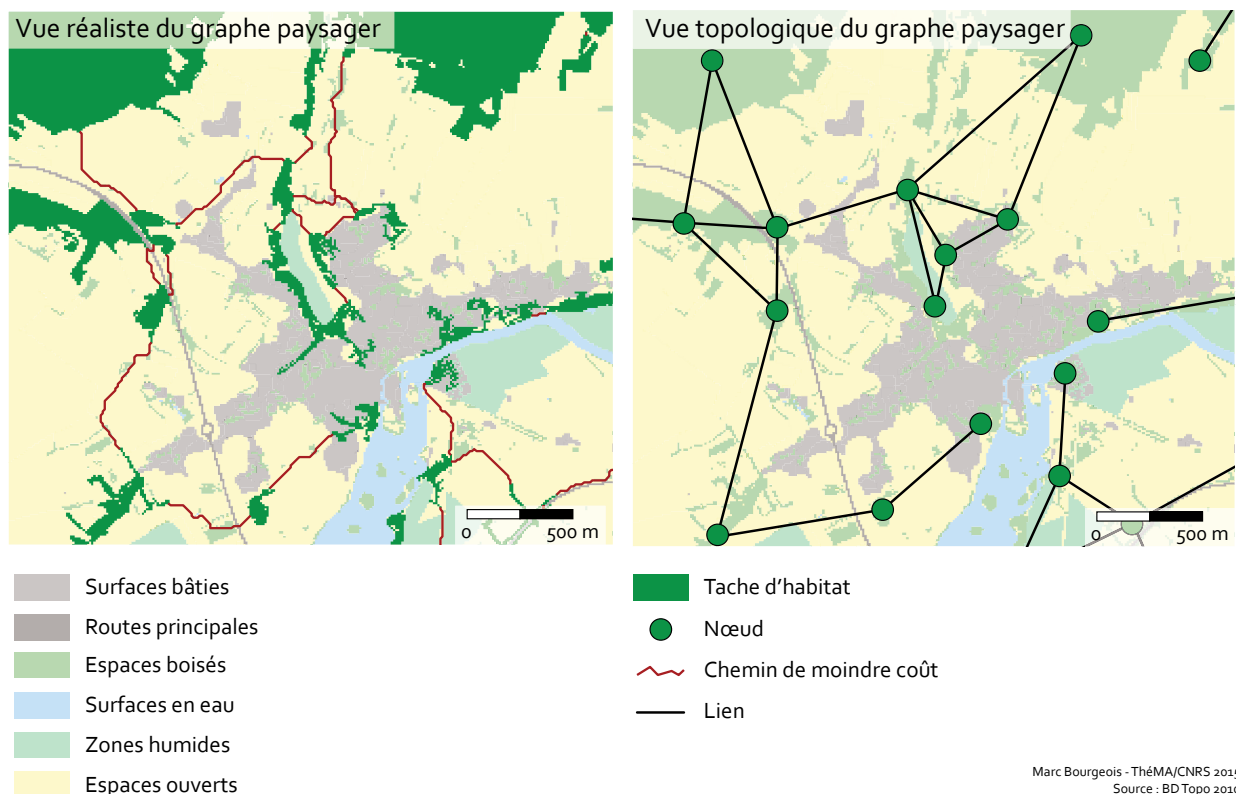 Vue réaliste du graphe paysager
Vue topologique du graphe paysager
0 500 m
0 500 m
Surfaces bâties
Routes principales
Espaces boisés
Surfaces en eau
Zones humides
Espaces ouverts
Tache d'habitat
Nœud
Chemin de moindre coût
Lien
Marc Bourgeois - ThéMA/CNRS 2015
Source : BD Topo 2010